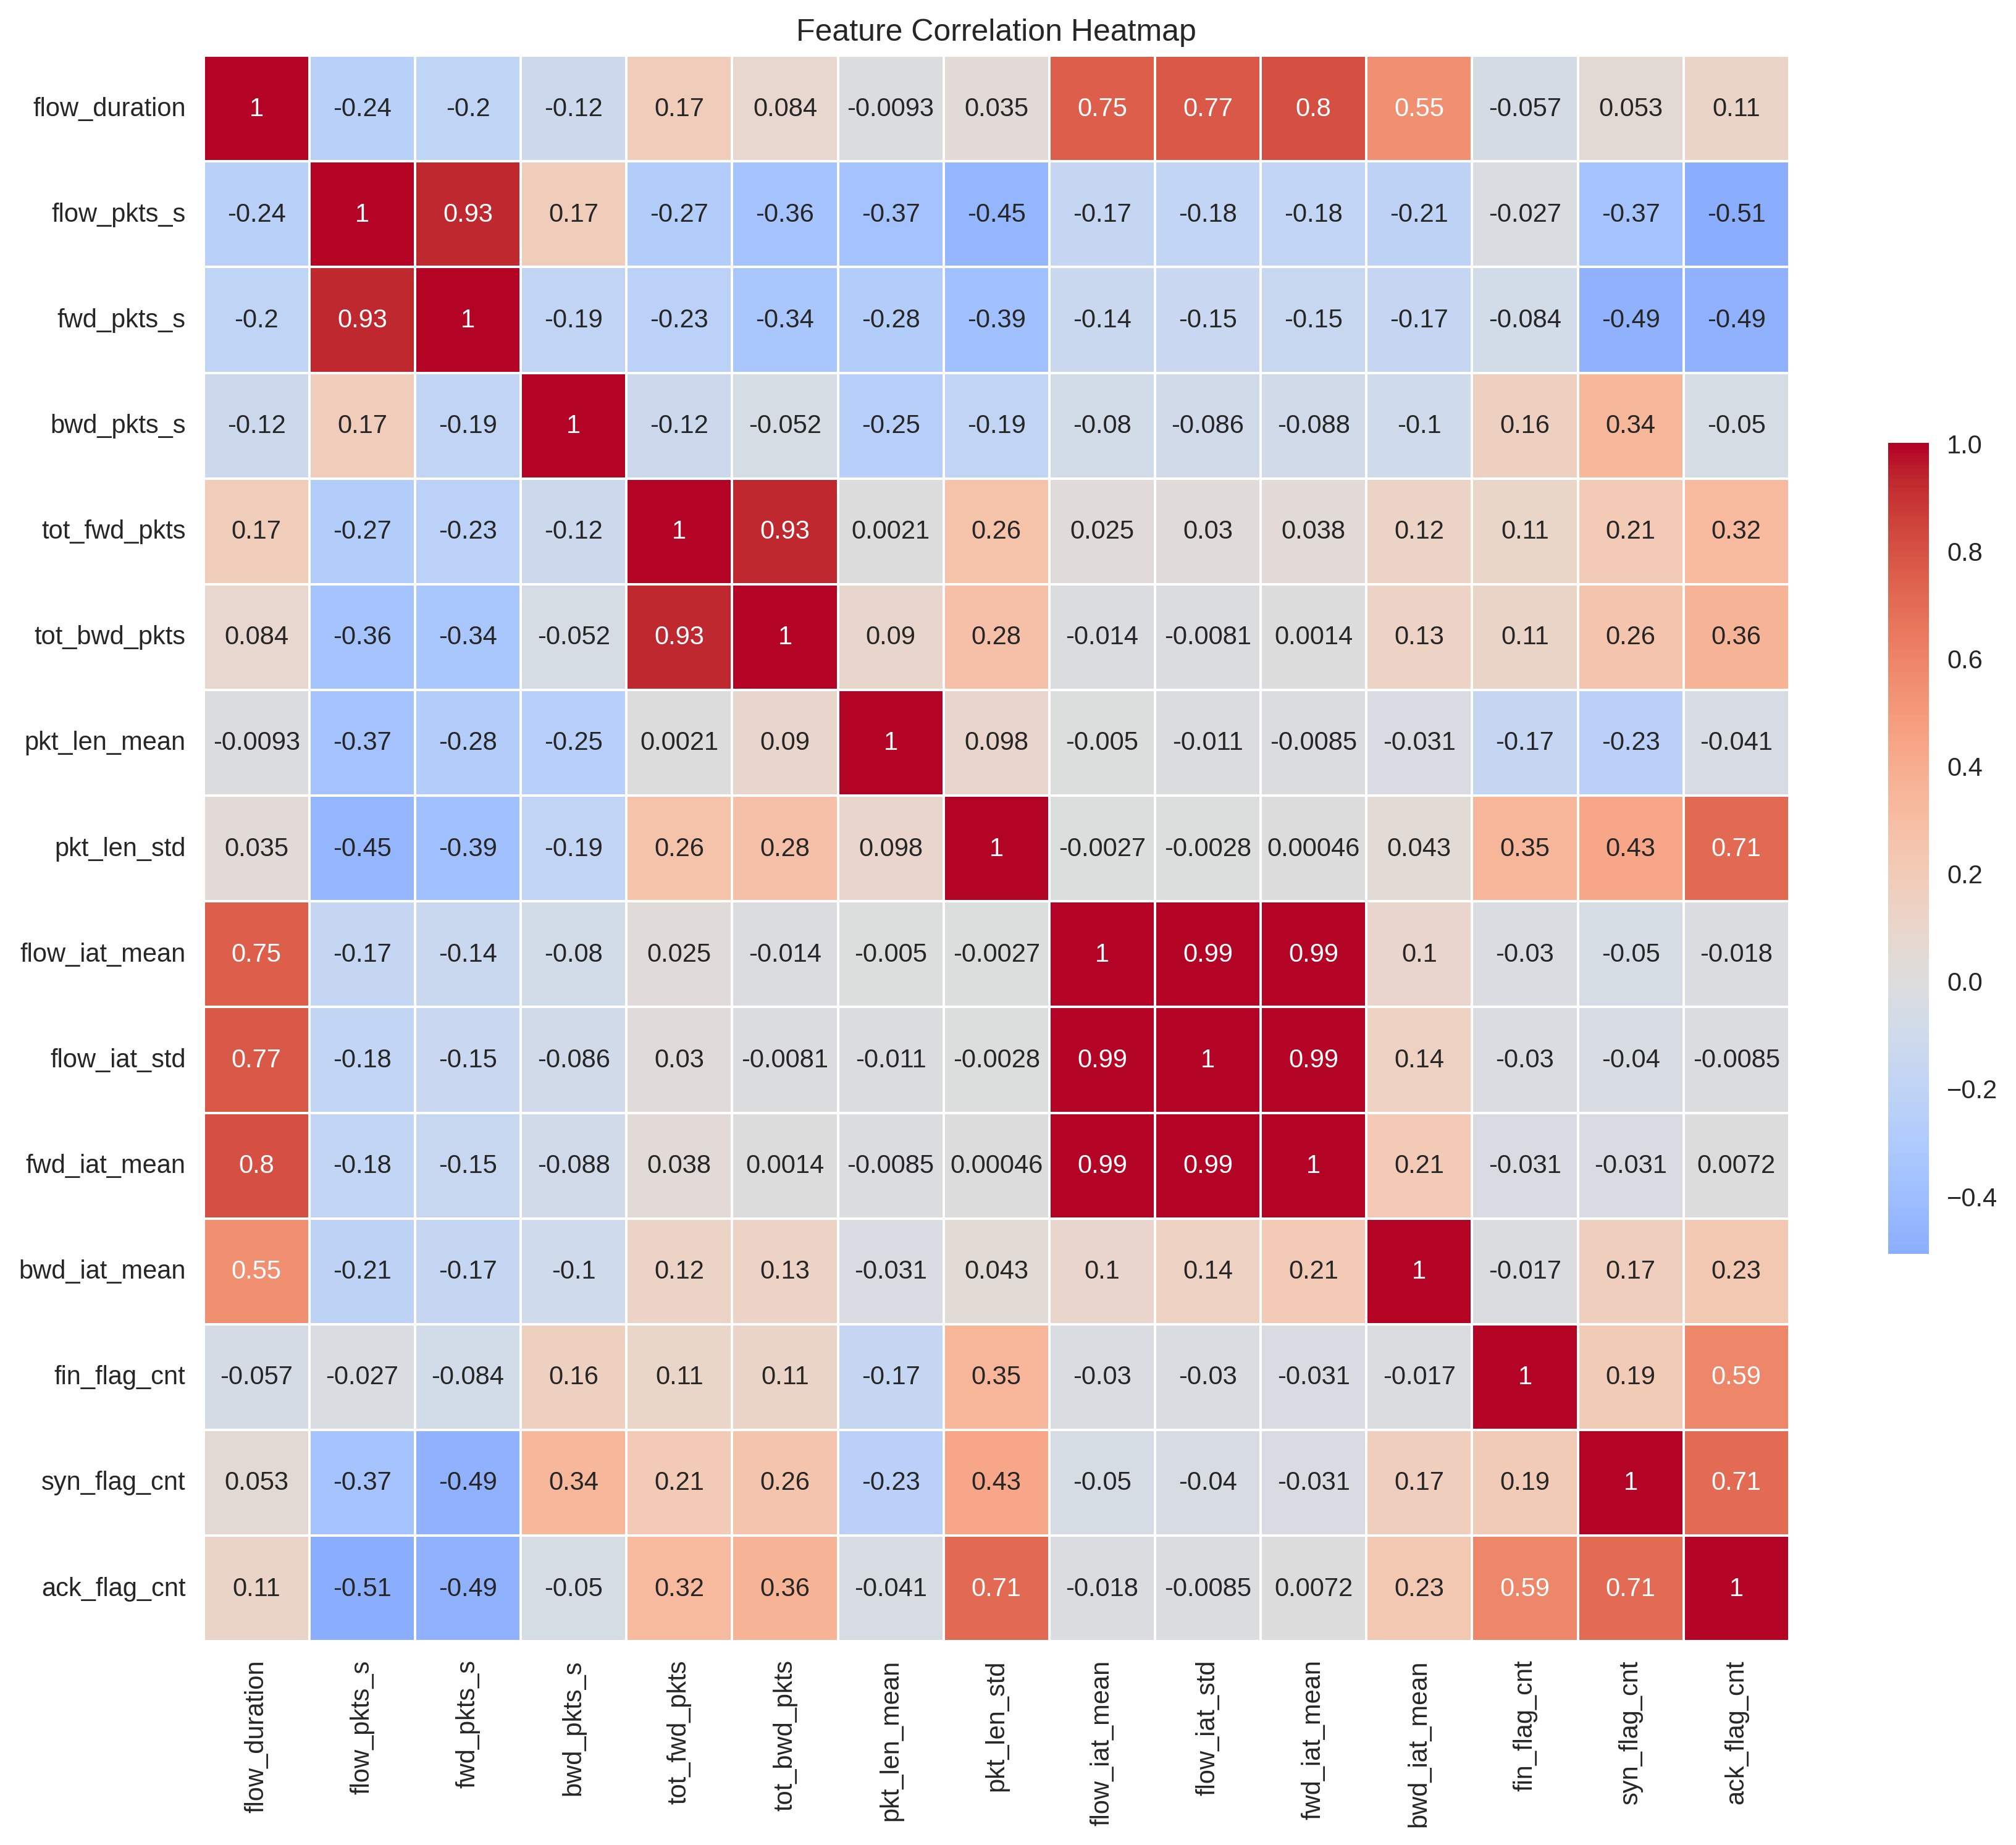 Feature Correlation Heatmap
flow_duration 1 -0.24 -0.2 -0.12 0.17 0.084 -0.0093 0.035 0.75 0.77 0.8 0.55 -0.057 0.053 0.11
flow_pkts_s -0.24 1 0.93 0.17 -0.27 -0.36 -0.37 -0.45 -0.17 -0.18 -0.18 -0.21 -0.027 -0.37 -0.51
fwd_pkts_s -0.2 0.93 1 -0.19 -0.23 -0.34 -0.28 -0.39 -0.14 -0.15 -0.15 -0.17 -0.084 -0.49 -0.49
bwd_pkts_s -0.12 0.17 -0.19 1 -0.12 -0.052 -0.25 -0.19 -0.08 -0.086 -0.088 -0.1 0.16 0.34 -0.05
tot_fwd_pkts 0.17 -0.27 -0.23 -0.12 1 0.93 0.0021 0.26 0.025 0.03 0.038 0.12 0.11 0.21 0.32
tot_bwd_pkts 0.084 -0.36 -0.34 -0.052 0.93 1 0.09 0.28 -0.014 -0.0081 0.0014 0.13 0.11 0.26 0.36
pkt_len_mean -0.0093 -0.37 -0.28 -0.25 0.0021 0.09 1 0.098 -0.005 -0.011 -0.0085 -0.031 -0.17 -0.23 -0.041
pkt_len_std 0.035 -0.45 -0.39 -0.19 0.26 0.28 0.098 1 -0.0027 -0.0028 0.00046 0.043 0.35 0.43 0.71
flow_iat_mean 0.75 -0.17 -0.14 -0.08 0.025 -0.014 -0.005 -0.0027 1 0.99 0.99 0.1 -0.03 -0.05 -0.018
flow_iat_std 0.77 -0.18 -0.15 -0.086 0.03 -0.0081 -0.011 -0.0028 0.99 1 0.99 0.14 -0.03 -0.04 -0.0085
fwd_iat_mean 0.8 -0.18 -0.15 -0.088 0.038 0.0014 -0.0085 0.00046 0.99 0.99 1 0.21 -0.031 -0.031 0.0072
bwd_iat_mean 0.55 -0.21 -0.17 -0.1 0.12 0.13 -0.031 0.043 0.1 0.14 0.21 1 -0.017 0.17 0.23
fin_flag_cnt -0.057 -0.027 -0.084 0.16 0.11 0.11 -0.17 0.35 -0.03 -0.03 -0.031 -0.017 1 0.19 0.59
syn_flag_cnt 0.053 -0.37 -0.49 0.34 0.21 0.26 -0.23 0.43 -0.05 -0.04 -0.031 0.17 0.19 1 0.71
ack_flag_cnt 0.11 -0.51 -0.49 -0.05 0.32 0.36 -0.041 0.71 -0.018 -0.0085 0.0072 0.23 0.59 0.71 1
flow_duration
flow_pkts_s
fwd_pkts_s
bwd_pkts_s
tot_fwd_pkts
tot_bwd_pkts
pkt_len_mean
pkt_len_std
flow_iat_mean
flow_iat_std
fwd_iat_mean
bwd_iat_mean
fin_flag_cnt
syn_flag_cnt
ack_flag_cnt
1.0
0.8
0.6
0.4
0.2
0.0
−0.2
−0.4